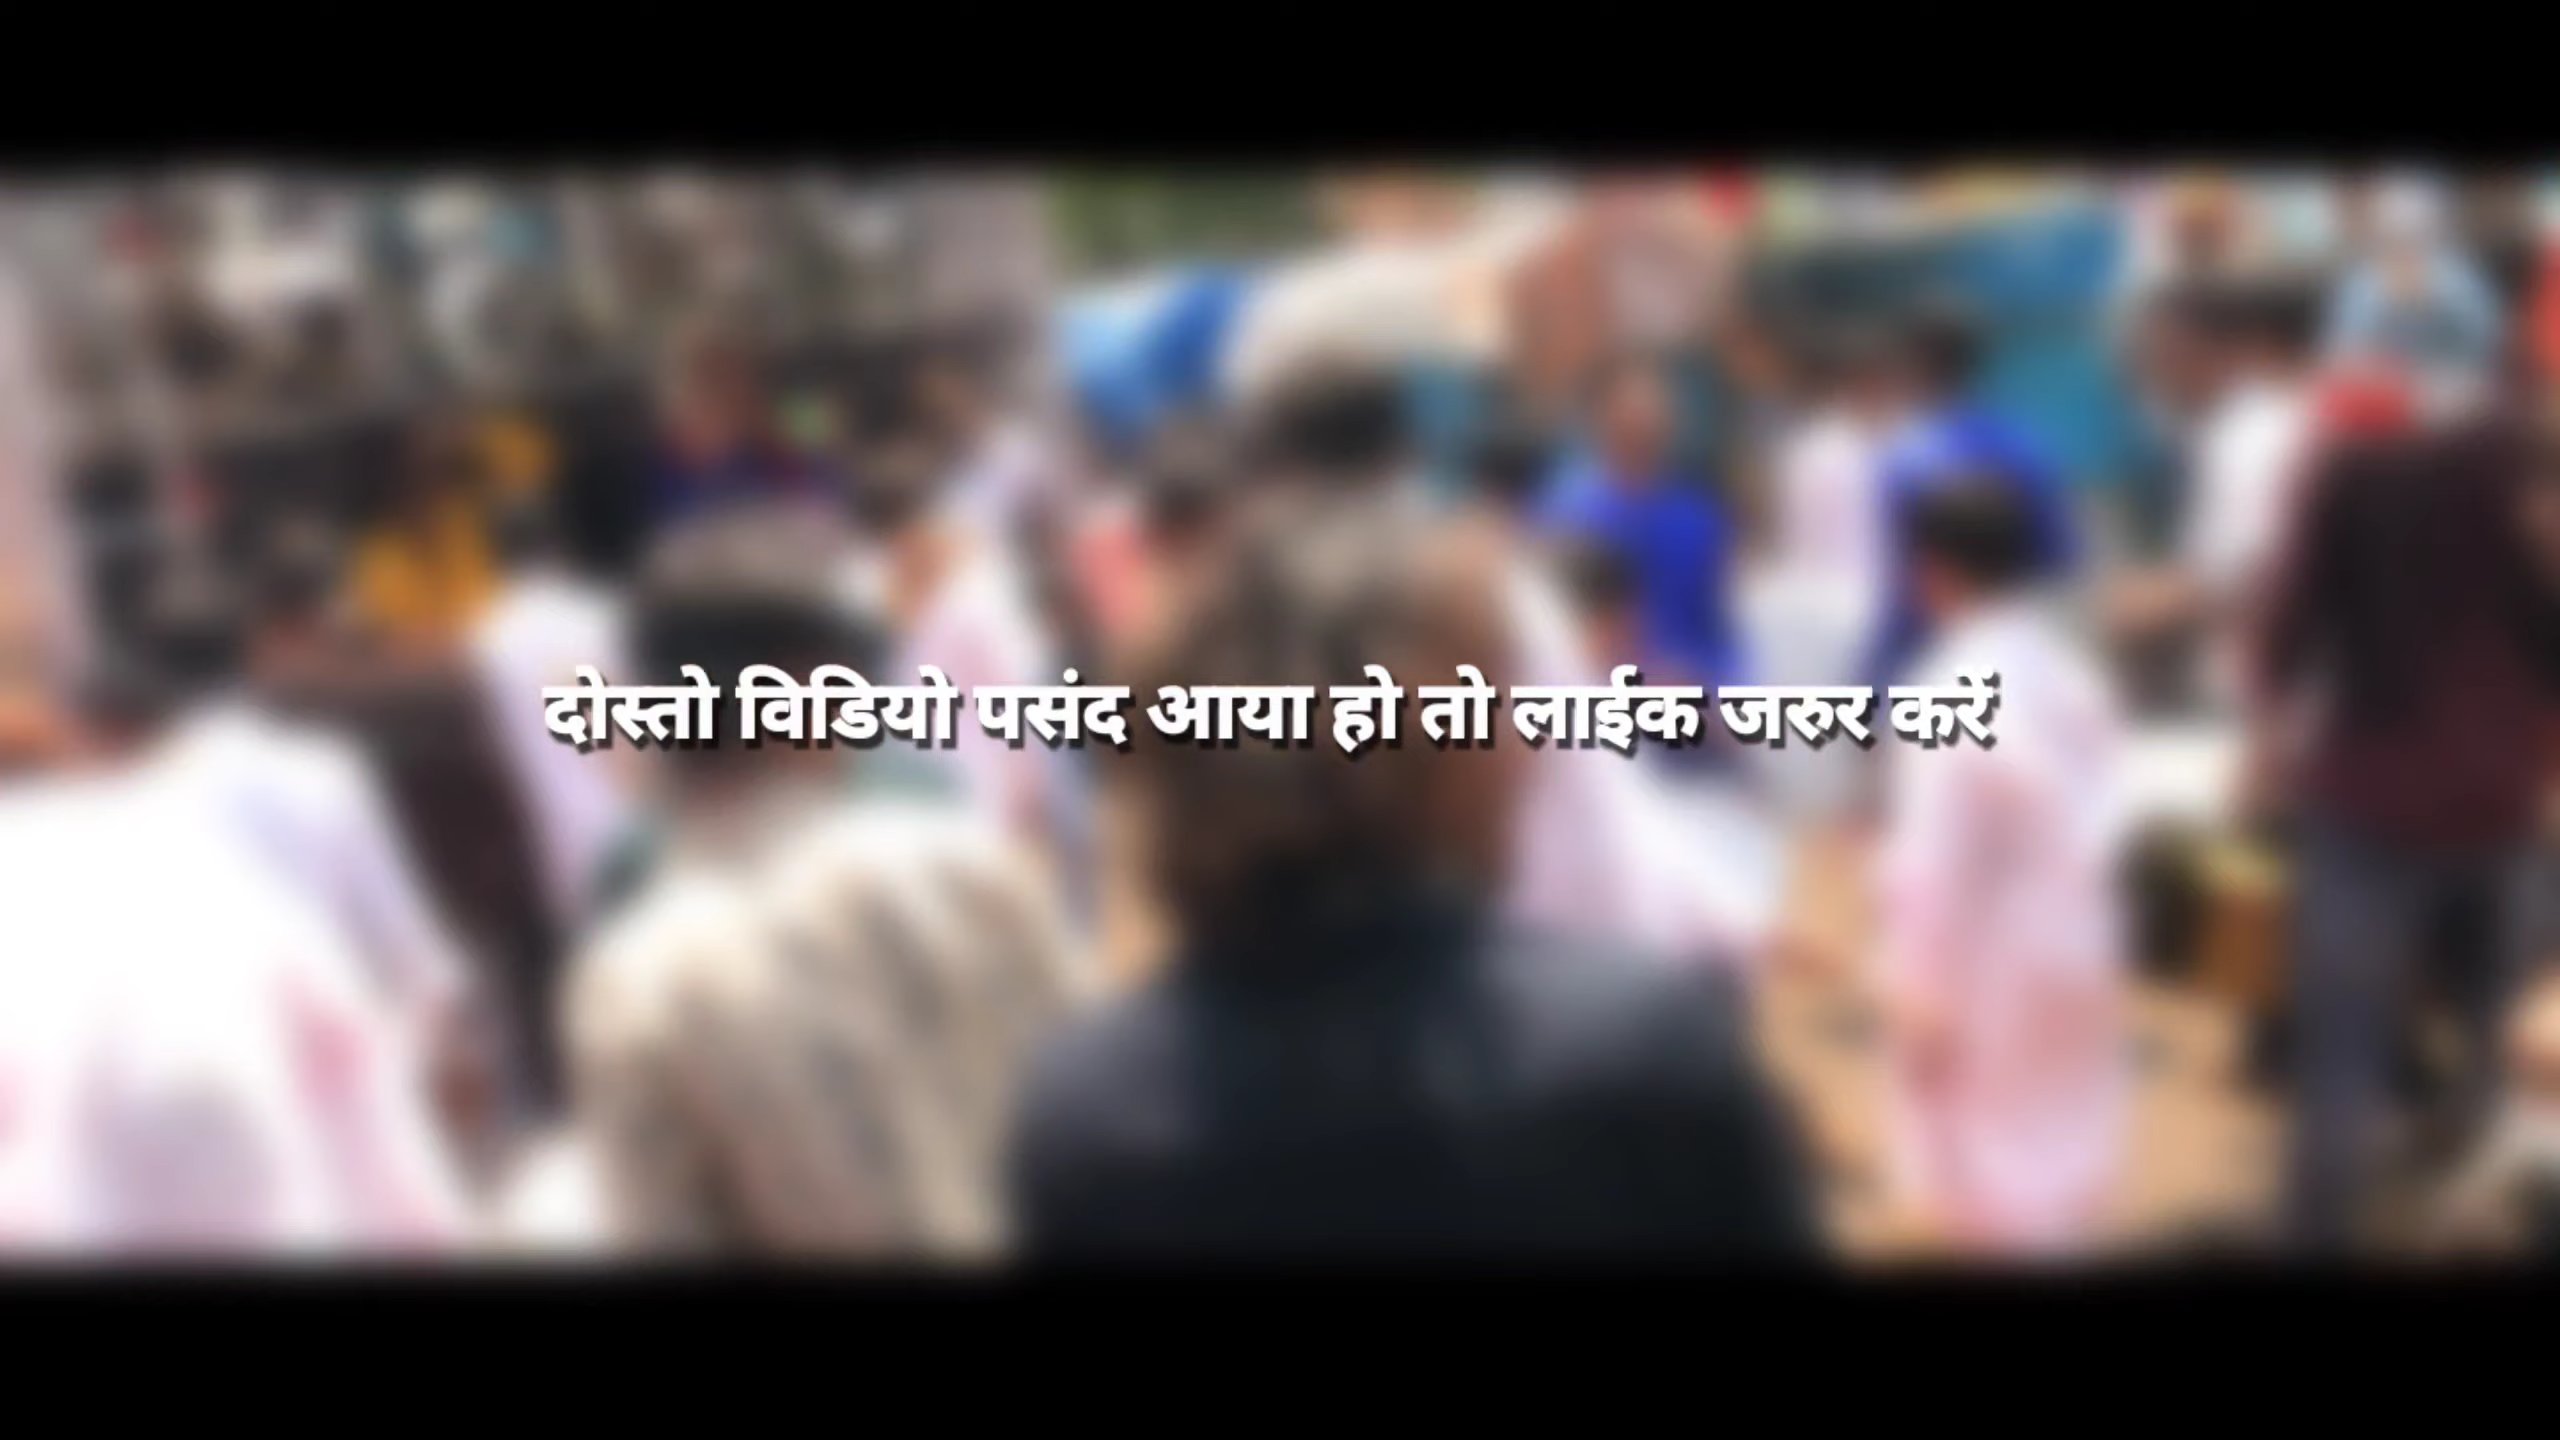 दोस्तो विडियो पसंद आया हो तो लाईक जरुर करें